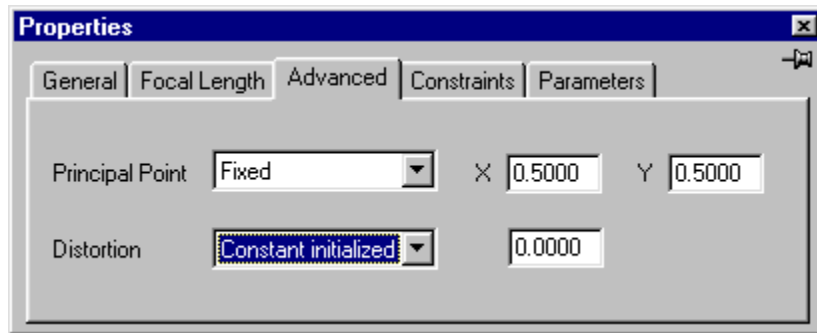 Properties
General Focal Length Advanced Constraints Parameters
Principal Point Fixed X 0.5000 Y 0.5000
Distortion Constant initialized 0.0000